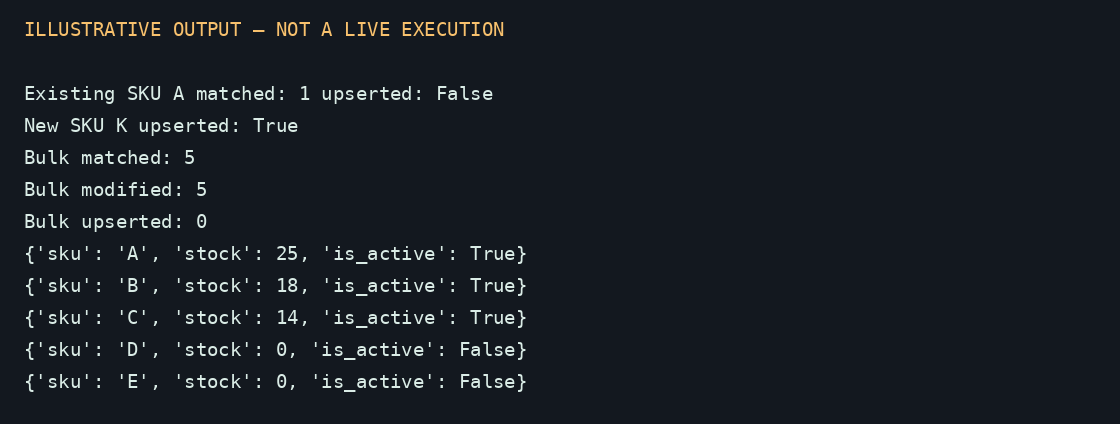 ILLUSTRATIVE OUTPUT — NOT A LIVE EXECUTION
Existing SKU A matched: 1 upserted: False
New SKU K upserted: True
Bulk matched: 5
Bulk modified: 5
Bulk upserted: 0
{'sku': 'A', 'stock': 25, 'is_active': True}
{'sku': 'B', 'stock': 18, 'is_active': True}
{'sku': 'C', 'stock': 14, 'is_active': True}
{'sku': 'D', 'stock': 0, 'is_active': False}
{'sku': 'E', 'stock': 0, 'is_active': False}